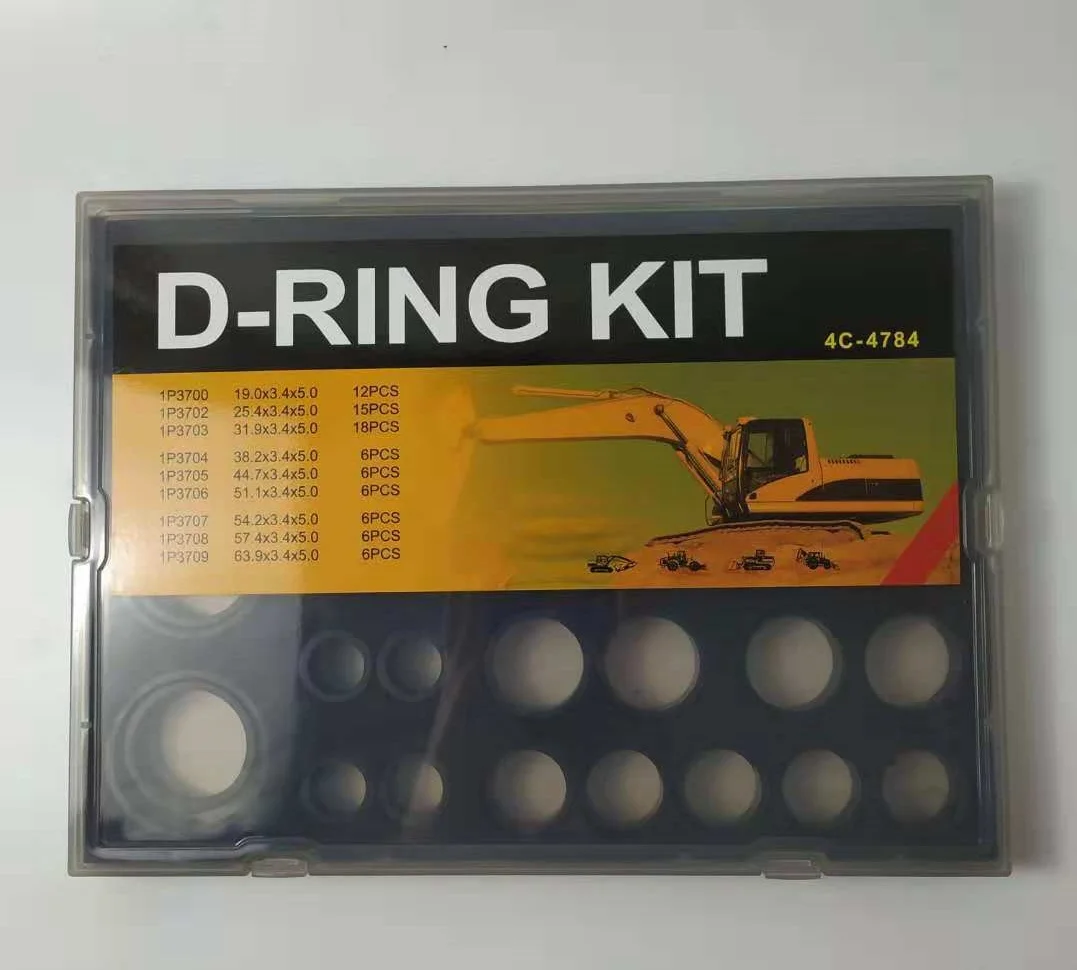 D-RING KIT
4C-4784
1P3700 19.0x3.4x5.0 12PCS
1P3702 25.4x3.4x5.0 15PCS
1P3703 31.9x3.4x5.0 18PCS
1P3704 38.2x3.4x5.0 6PCS
1P3705 44.7x3.4x5.0 6PCS
1P3706 51.1x3.4x5.0 6PCS
1P3707 54.2x3.4x5.0 6PCS
1P3708 57.4x3.4x5.0 6PCS
1P3709 63.9x3.4x5.0 6PCS